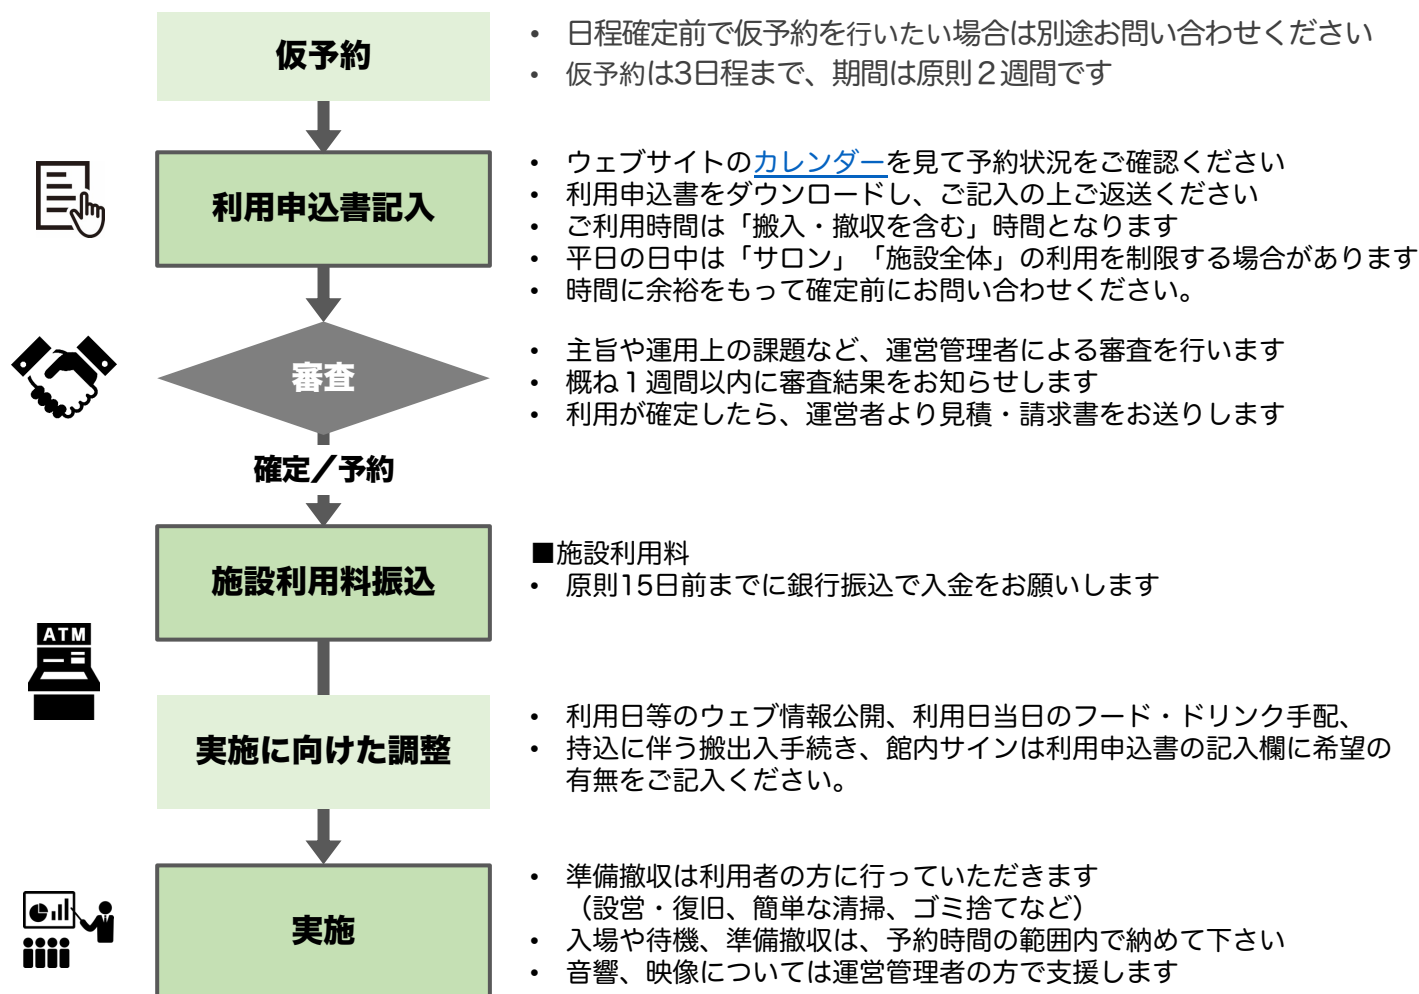 仮予約
• 日程確定前で仮予約を行いたい場合は別途お問い合わせください
• 仮予約は3日程まで、期間は原則２週間です
利用申込書記入
• ウェブサイトのカレンダーを見て予約状況をご確認ください
• 利用申込書をダウンロードし、ご記入の上ご返送ください
• ご利用時間は「搬入・撤収を含む」時間となります
• 平日の日中は「サロン」「施設全体」の利用を制限する場合があります
• 時間に余裕をもって確定前にお問い合わせください。
審査
• 主旨や運用上の課題など、運営管理者による審査を行います
• 概ね１週間以内に審査結果をお知らせします
• 利用が確定したら、運営者より見積・請求書をお送りします
確定／予約
施設利用料振込
■施設利用料
• 原則15日前までに銀行振込で入金をお願いします
ATM
実施に向けた調整
• 利用日等のウェブ情報公開、利用日当日のフード・ドリンク手配、
• 持込に伴う搬出入手続き、館内サインは利用申込書の記入欄に希望の
有無をご記入ください。
実施
• 準備撤収は利用者の方に行っていただきます
（設営・復旧、簡単な清掃、ゴミ捨てなど）
• 入場や待機、準備撤収は、予約時間の範囲内で納めて下さい
• 音響、映像については運営管理者の方で支援します